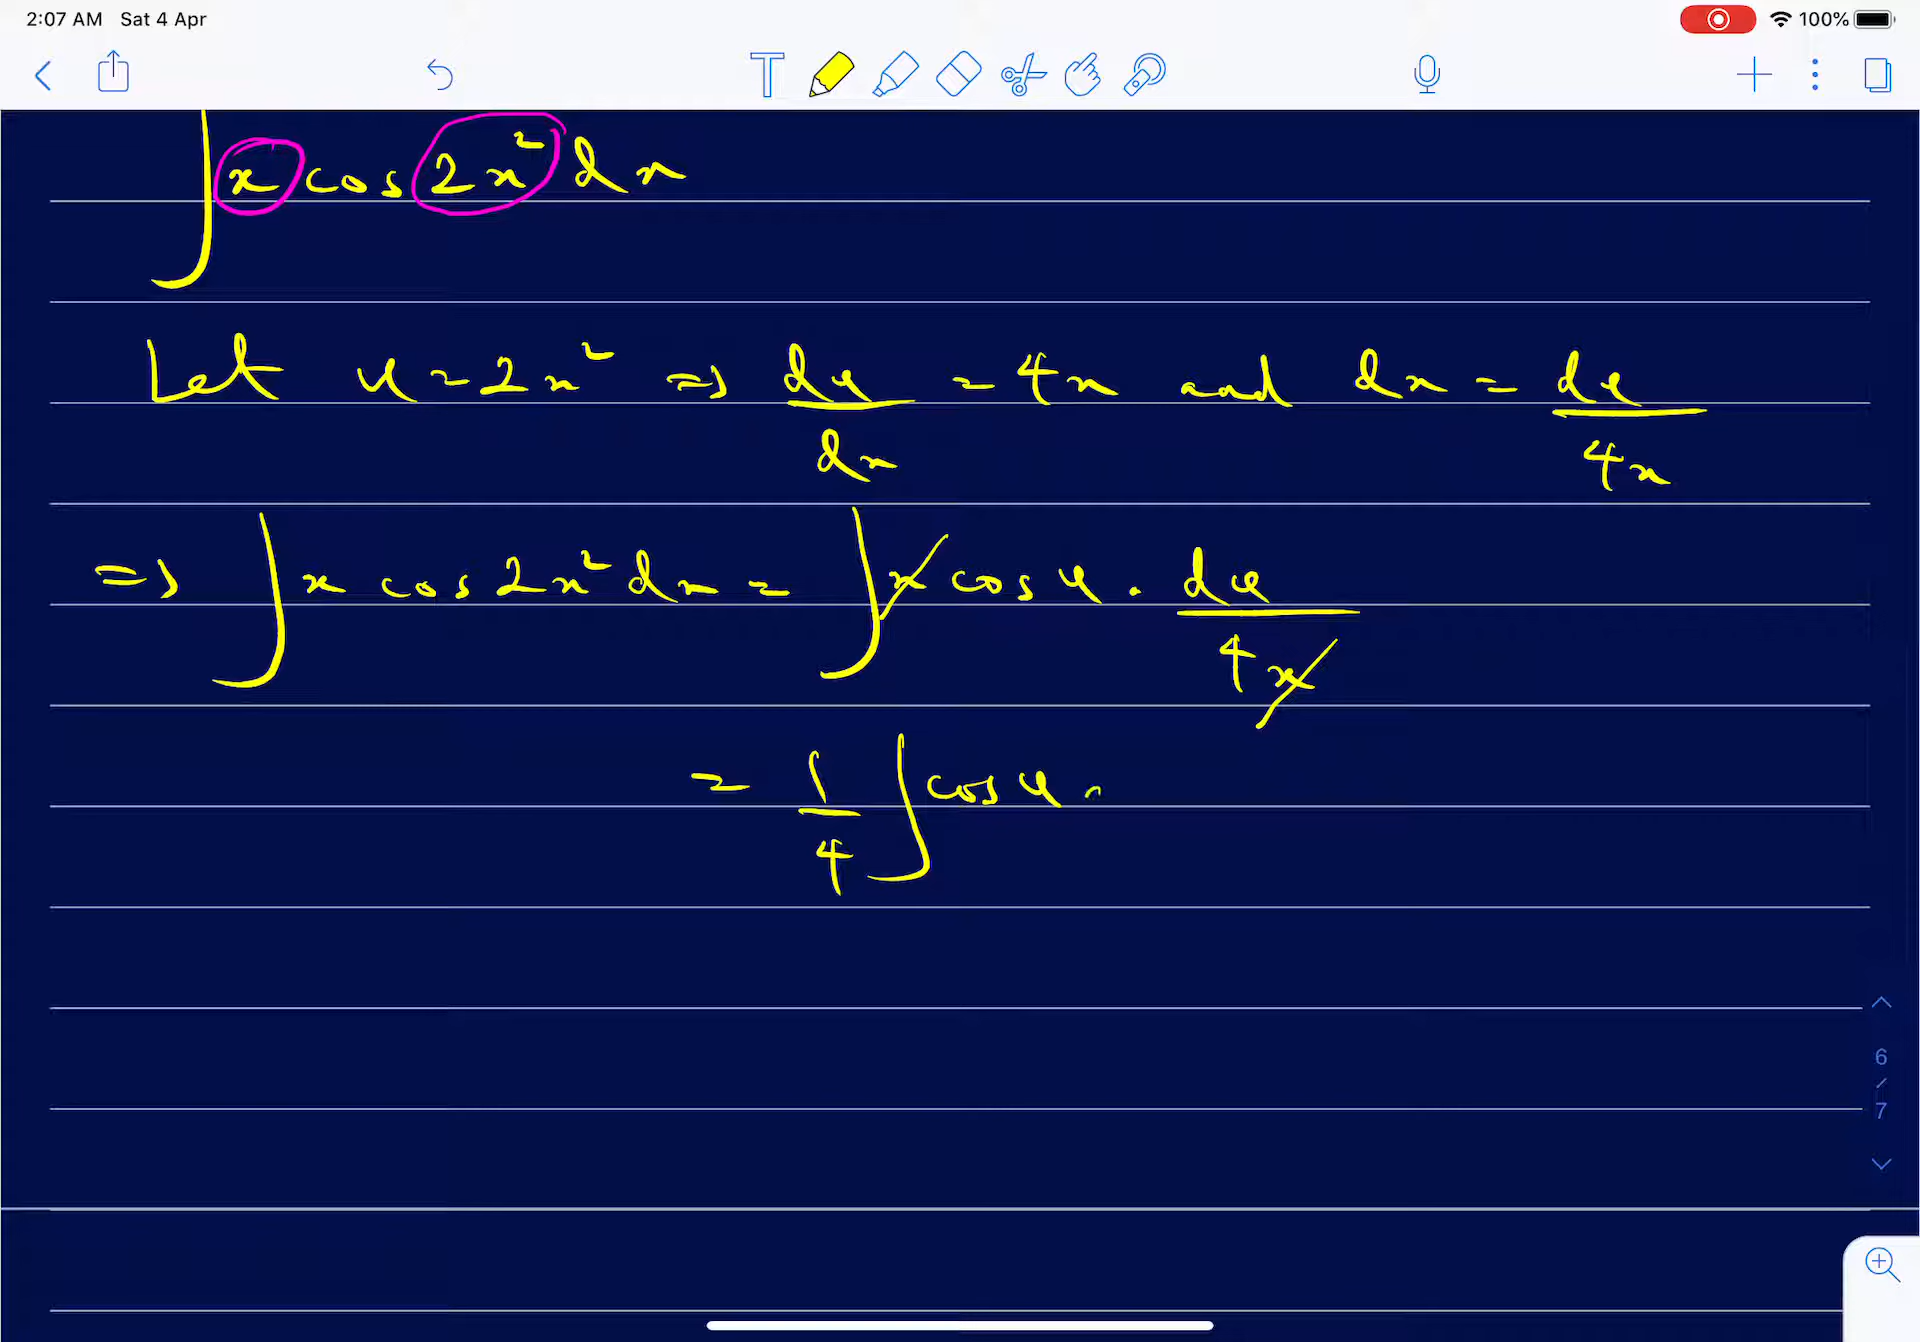 2:07 AM Sat 4 Apr 100%
T
∫ x cos 2x² dx
Let u = 2x² => du/dx = 4x and dx = du/4x
=> ∫ x cos 2x² dx = ∫ x cos u . du/4x
= 1/4 ∫ cos u
6
/
7